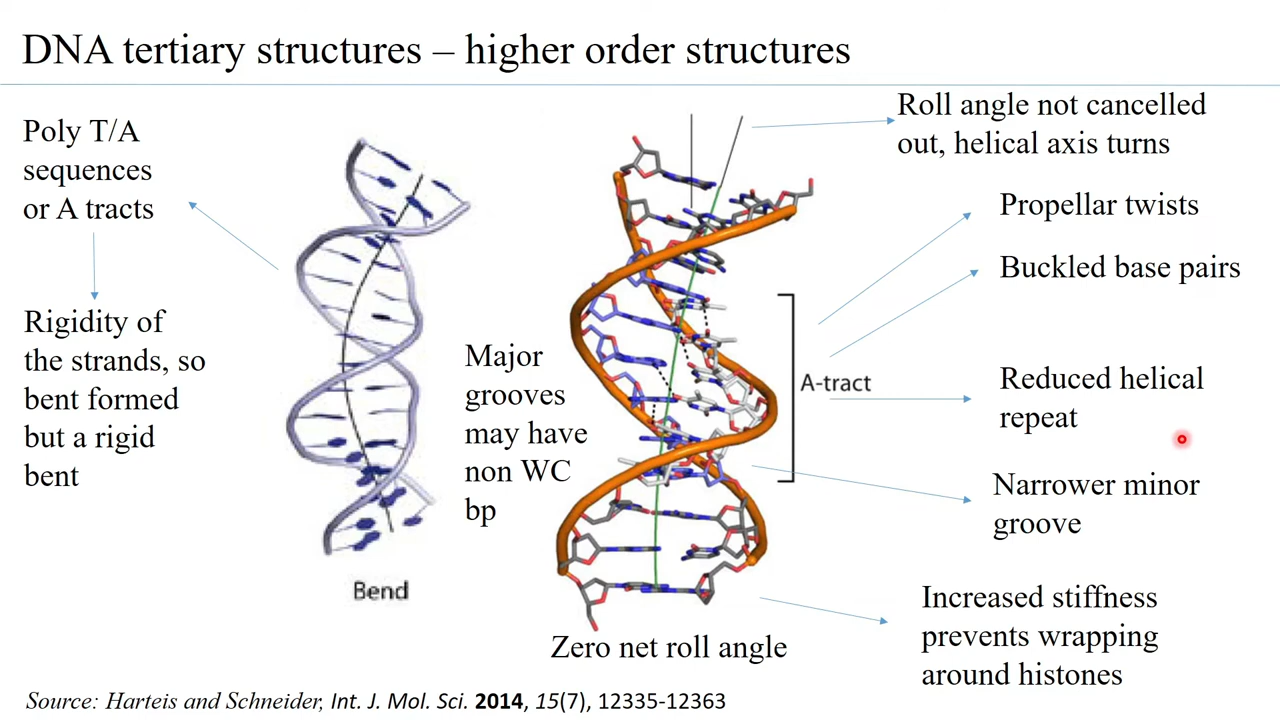 DNA tertiary structures – higher order structures
Poly T/A
sequences
or A tracts
Rigidity of
the strands, so
bent formed
but a rigid
bent
Bend
Major
grooves
may have
non WC
bp
A-tract
Zero net roll angle
Roll angle not cancelled
out, helical axis turns
Propellar twists
Buckled base pairs
Reduced helical
repeat
Narrower minor
groove
Increased stiffness
prevents wrapping
around histones
Source: Harteis and Schneider, Int. J. Mol. Sci. 2014, 15(7), 12335-12363